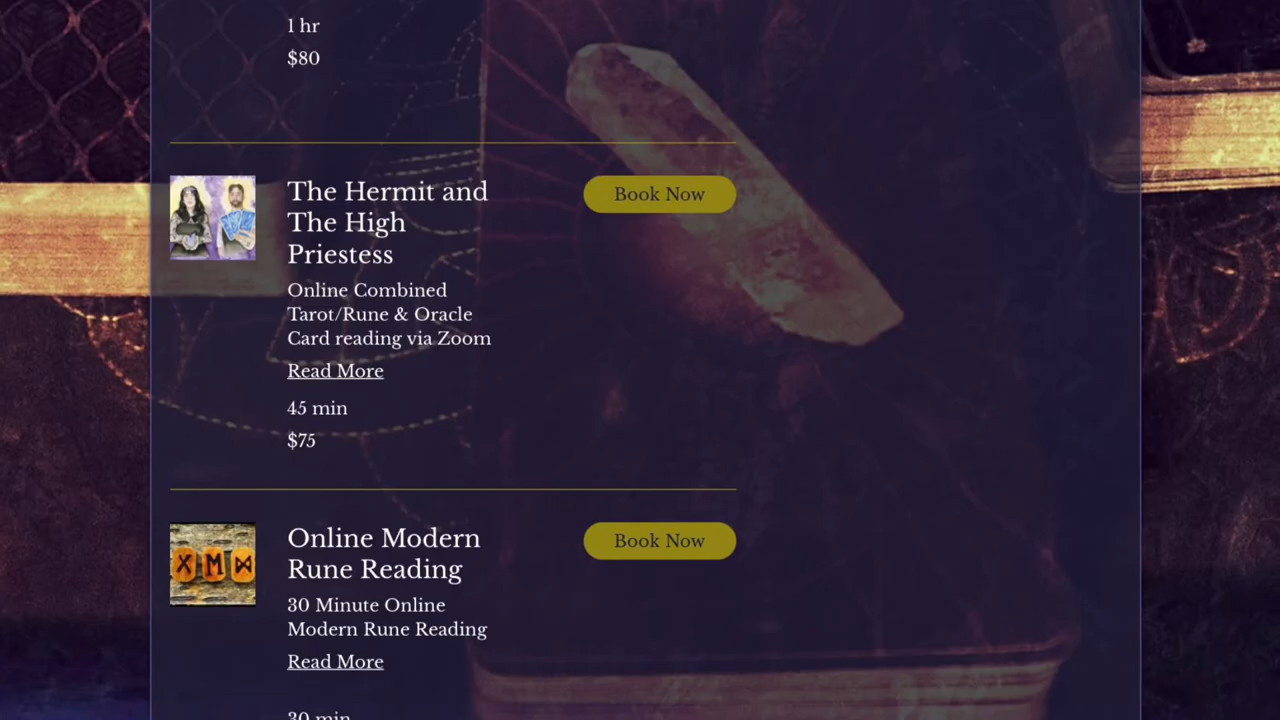 1 hr
$80
The Hermit and
The High
Priestess
Book Now
Online Combined
Tarot/Rune & Oracle
Card reading via Zoom
Read More
45 min
$75
Online Modern
Rune Reading
Book Now
30 Minute Online
Modern Rune Reading
Read More
30 min